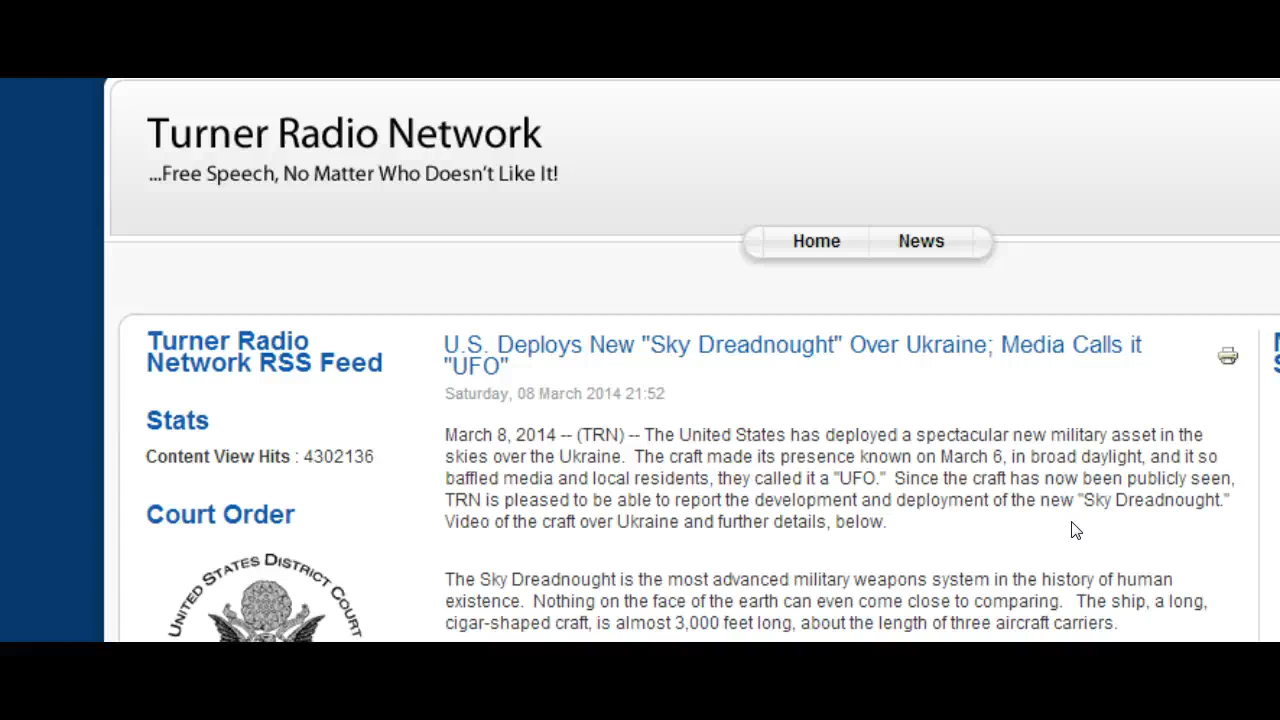 Turner Radio Network
...Free Speech, No Matter Who Doesn't Like It!
Home News
Turner Radio
Network RSS Feed
Stats
Content View Hits : 4302136
Court Order
UNITED STATES DISTRICT COURT
U.S. Deploys New "Sky Dreadnought" Over Ukraine; Media Calls it
"UFO"
Saturday, 08 March 2014 21:52
March 8, 2014 -- (TRN) -- The United States has deployed a spectacular new military asset in the
skies over the Ukraine. The craft made its presence known on March 6, in broad daylight, and it so
baffled media and local residents, they called it a "UFO." Since the craft has now been publicly seen,
TRN is pleased to be able to report the development and deployment of the new "Sky Dreadnought."
Video of the craft over Ukraine and further details, below.
The Sky Dreadnought is the most advanced military weapons system in the history of human
existence. Nothing on the face of the earth can even come close to comparing. The ship, a long,
cigar-shaped craft, is almost 3,000 feet long, about the length of three aircraft carriers.